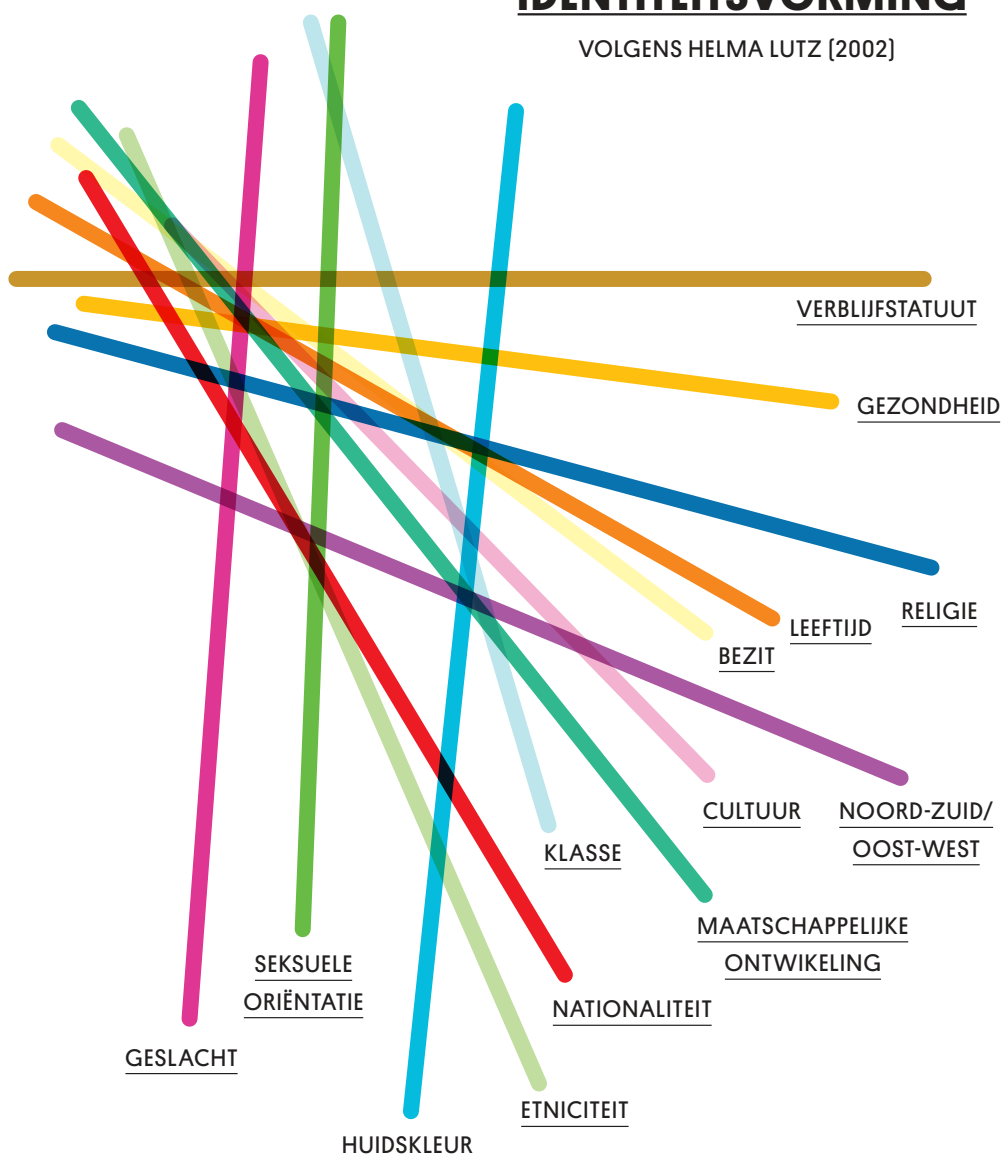 IDENTITEITSVORMING
VOLGENS HELMA LUTZ (2002)
VERBLIJFSTATUUT
GEZONDHEID
RELIGIE
LEEFTIJD
BEZIT
CULTUUR
NOORD-ZUID/
OOST-WEST
KLASSE
MAATSCHAPPELIJKE
ONTWIKELING
SEKSUELE
ORIËNTATIE
NATIONALITEIT
GESLACHT
ETNICITEIT
HUIDSKLEUR